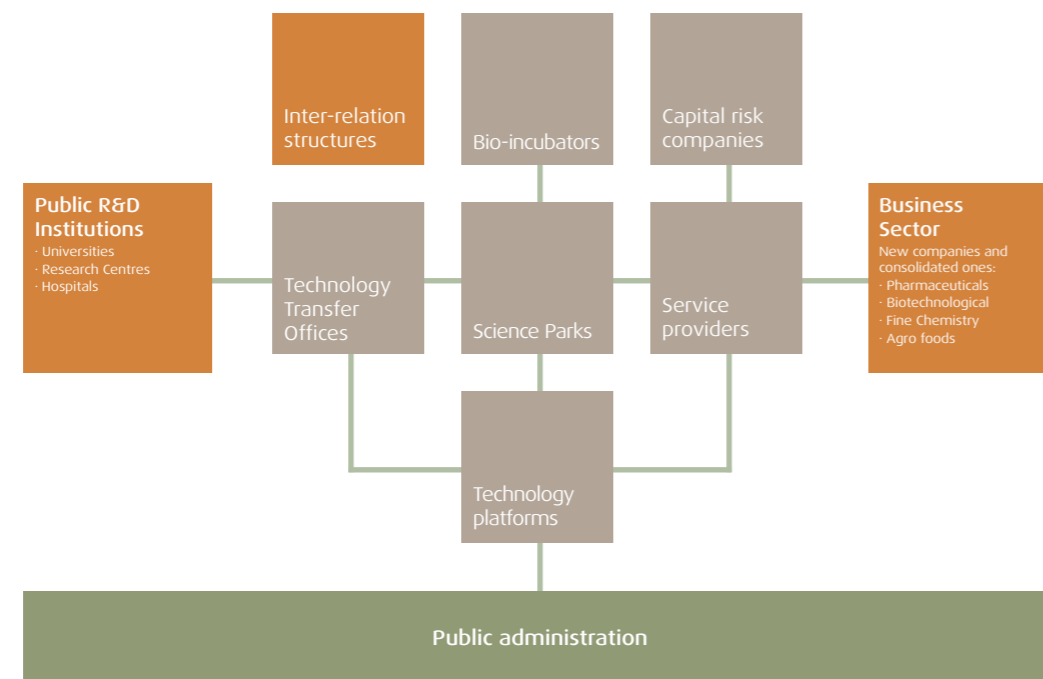 Inter-relation
structures
Bio-incubators
Capital risk
companies
Public R&D
Institutions
· Universities
· Research Centres
· Hospitals
Technology
Transfer
Offices
Science Parks
Service
providers
Business
Sector
New companies and
consolidated ones:
· Pharmaceuticals
· Biotechnological
· Fine Chemistry
· Agro foods
Technology
platforms
Public administration